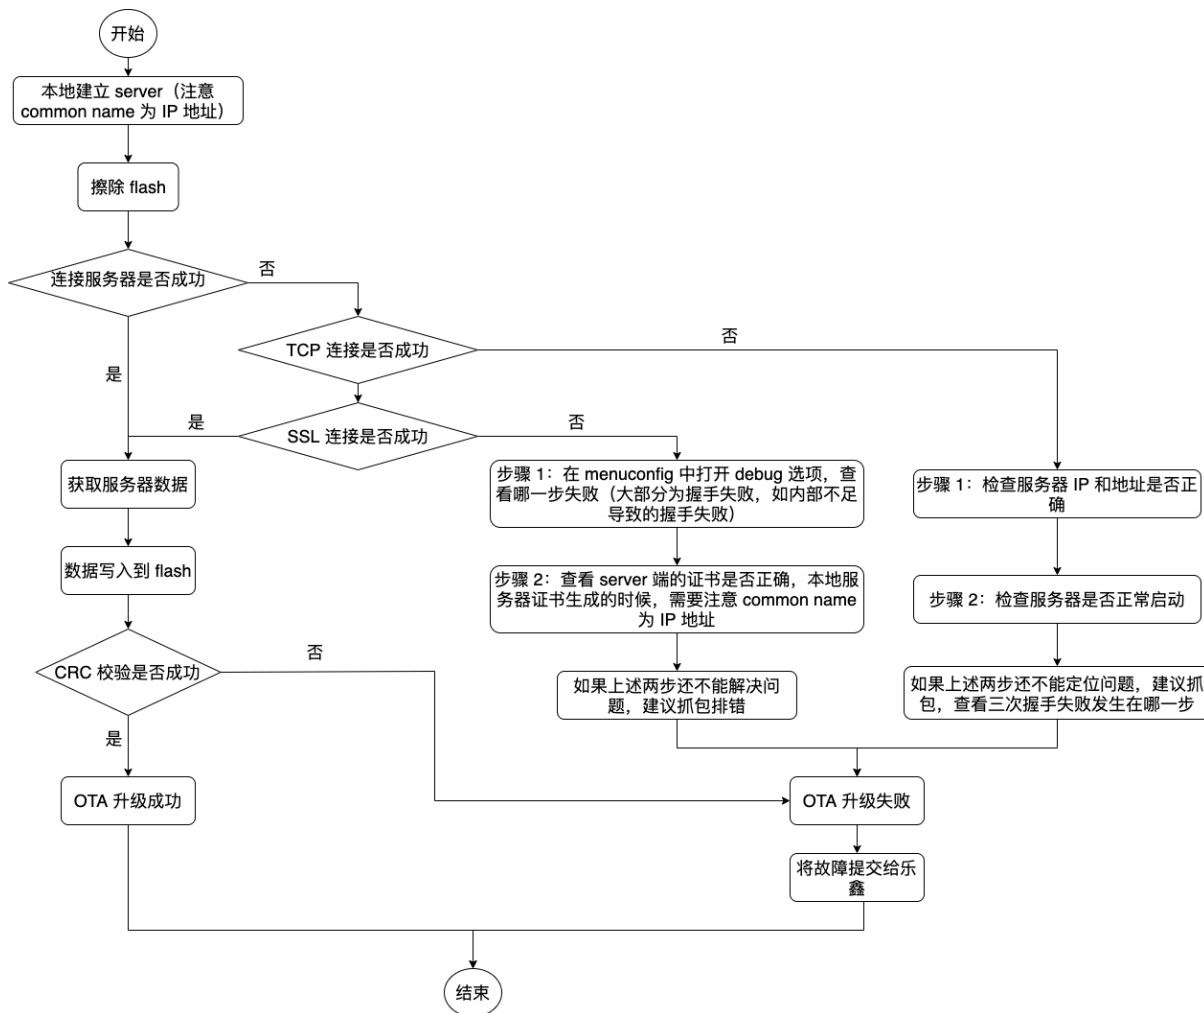 开始
本地建立 server（注意
common name 为 IP 地址）
擦除 flash
连接服务器是否成功
否
TCP 连接是否成功
否
是
是
SSL 连接是否成功
否
获取服务器数据
步骤 1：在 menuconfig 中打开 debug 选项，查
看哪一步失败（大部分为握手失败，如内部不足
导致的握手失败）
步骤 1：检查服务器 IP 和地址是否正
确
数据写入到 flash
步骤 2：查看 server 端的证书是否正确，本地服
务器证书生成的时候，需要注意 common name
为 IP 地址
步骤 2：检查服务器是否正常启动
CRC 校验是否成功
否
如果上述两步还不能解决问
题，建议抓包排错
如果上述两步还不能定位问题，建议抓
包，查看三次握手失败发生在哪一步
是
OTA 升级成功
OTA 升级失败
将故障提交给乐
鑫
结束